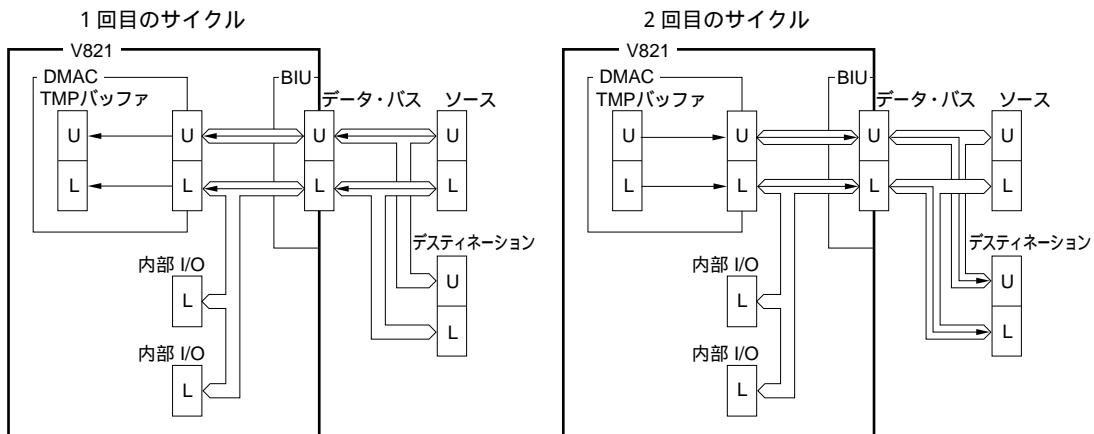 1回目のサイクル
V821
DMAC
BIU
TMPバッファ
データ・バス
ソース
U
U
U
U
L
L
L
L
デスティネーション
内部 I/O
U
L
L
内部 I/O
L
2回目のサイクル
V821
DMAC
BIU
TMPバッファ
データ・バス
ソース
U
U
U
U
L
L
L
L
デスティネーション
内部 I/O
U
L
L
内部 I/O
L